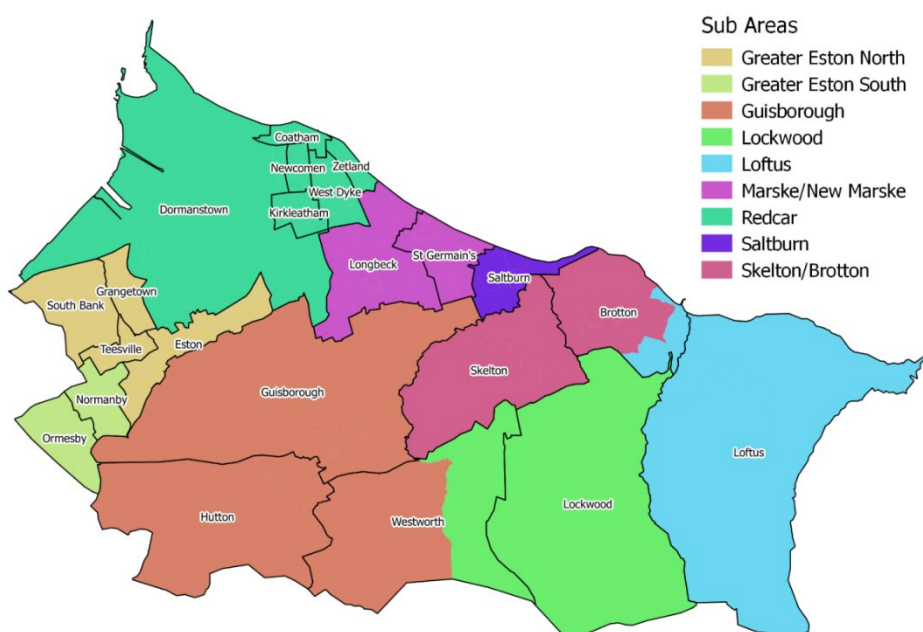 Sub Areas
Greater Eston North
Greater Eston South
Guisborough
Lockwood
Loftus
Marske/New Marske
Redcar
Saltburn
Skelton/Brotton
Coatham
Newcomen
Zetland
West Dyke
Dormanstown
Kirkleatham
St Germain's
Longbeck
Saltburn
Grangetown
South Bank
Brotton
Teesville
Eston
Skelton
Guisborough
Normanby
Ormesby
Loftus
Lockwood
Hutton
Westworth